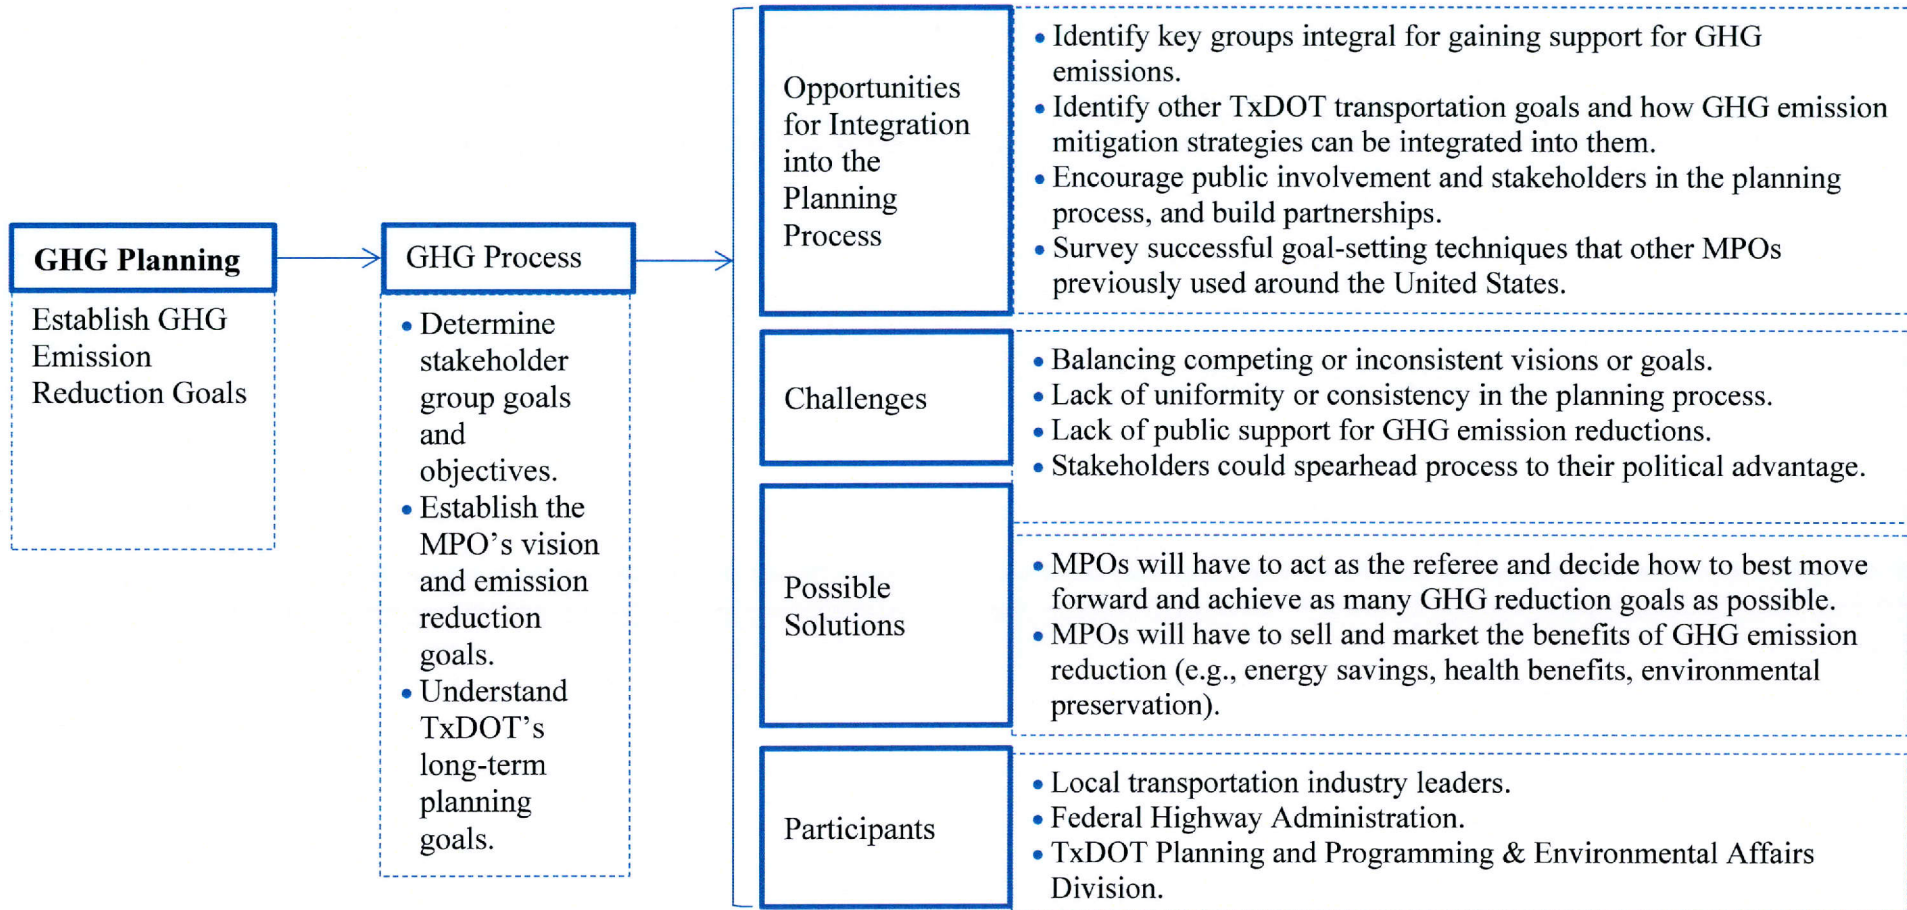 GHG Planning
Establish GHG
Emission
Reduction Goals
GHG Process
• Determine
stakeholder
group goals
and
objectives.
• Establish the
MPO’s vision
and emission
reduction
goals.
• Understand
TxDOT’s
long-term
planning
goals.
Opportunities
for Integration
into the
Planning
Process
• Identify key groups integral for gaining support for GHG
emissions.
• Identify other TxDOT transportation goals and how GHG emission
mitigation strategies can be integrated into them.
• Encourage public involvement and stakeholders in the planning
process, and build partnerships.
• Survey successful goal-setting techniques that other MPOs
previously used around the United States.
Challenges
• Balancing competing or inconsistent visions or goals.
• Lack of uniformity or consistency in the planning process.
• Lack of public support for GHG emission reductions.
• Stakeholders could spearhead process to their political advantage.
Possible
Solutions
• MPOs will have to act as the referee and decide how to best move
forward and achieve as many GHG reduction goals as possible.
• MPOs will have to sell and market the benefits of GHG emission
reduction (e.g., energy savings, health benefits, environmental
preservation).
Participants
• Local transportation industry leaders.
• Federal Highway Administration.
• TxDOT Planning and Programming & Environmental Affairs
Division.